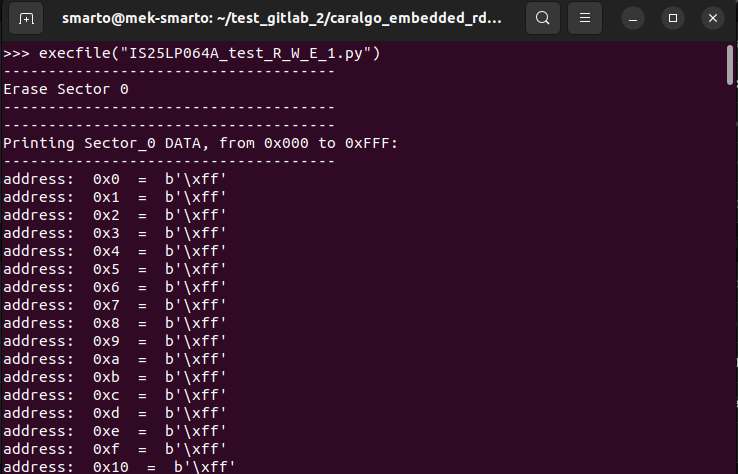 smarto@mek-smarto: ~/test_gitlab_2/caralgo_embedded_rd...
>>> execfile("IS25LP064A_test_R_W_E_1.py")
-------------------------------------
Erase Sector 0
-------------------------------------
-------------------------------------
Printing Sector_0 DATA, from 0x000 to 0xFFF:
-------------------------------------
address:  0x0  =  b'\xff'
address:  0x1  =  b'\xff'
address:  0x2  =  b'\xff'
address:  0x3  =  b'\xff'
address:  0x4  =  b'\xff'
address:  0x5  =  b'\xff'
address:  0x6  =  b'\xff'
address:  0x7  =  b'\xff'
address:  0x8  =  b'\xff'
address:  0x9  =  b'\xff'
address:  0xa  =  b'\xff'
address:  0xb  =  b'\xff'
address:  0xc  =  b'\xff'
address:  0xd  =  b'\xff'
address:  0xe  =  b'\xff'
address:  0xf  =  b'\xff'
address:  0x10  =  b'\xff'